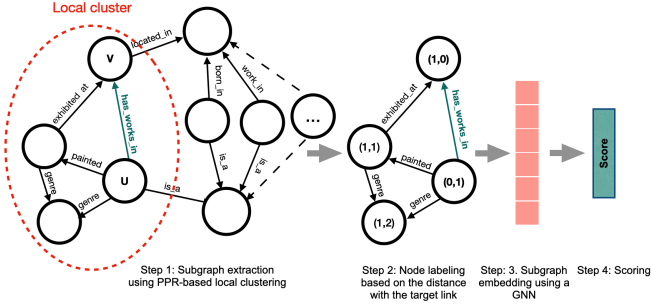 Local cluster
located_in
V
(1,0)
exhibited_at
has_works_in
born_in
work_in
...
exhibited_at
has_works_in
Score
painted
U
genre
genre
is_a
is_a
is_a
(1,1)
painted
(0,1)
genre
genre
(1,2)
Step 1: Subgraph extraction
using PPR-based local clustering
Step 2: Node labeling
based on the distance
with the target link
Step: 3. Subgraph
embedding using a
GNN
Step 4: Scoring